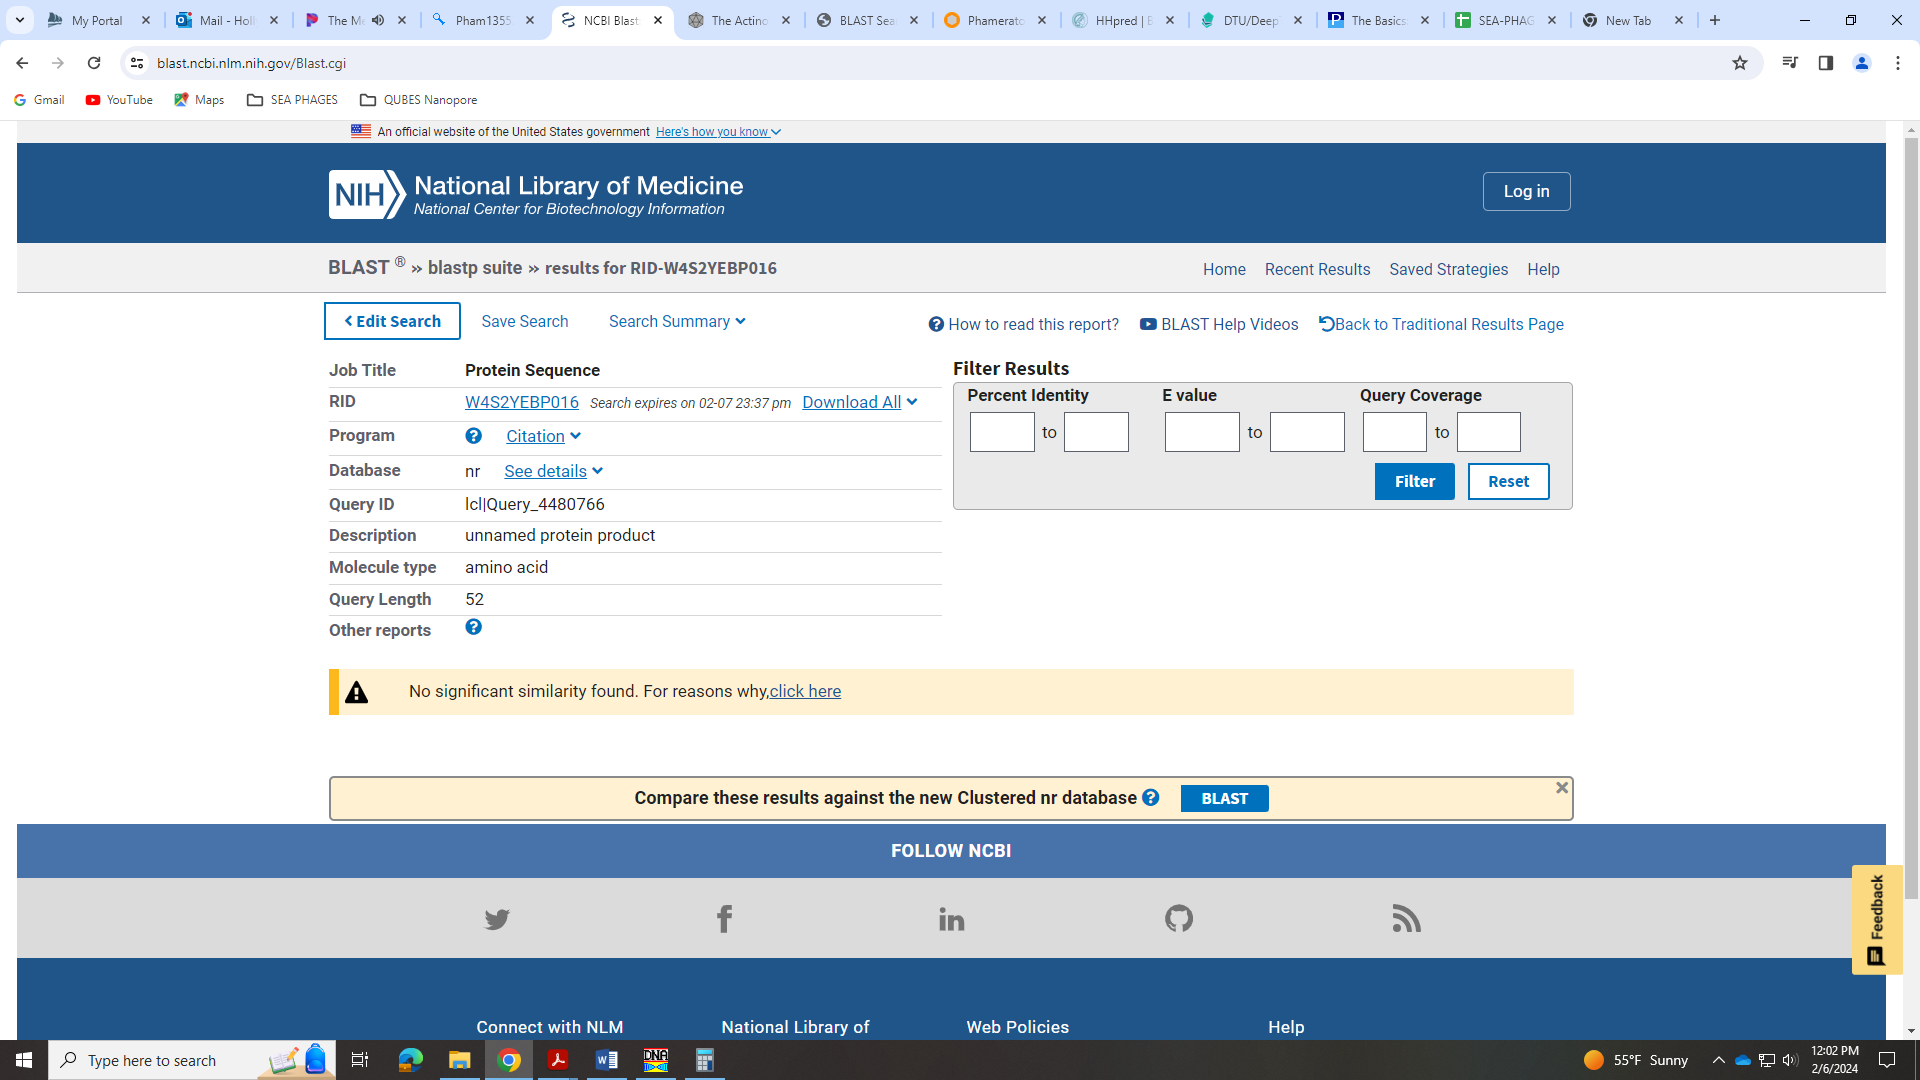 My Portal
Mail - Holl
The Me
Pham1355
NCBI Blast
The Actino
BLAST Sea
Phamerato
HHpred | B
DTU/Deep
The Basics
SEA-PHAG
New Tab
blast.ncbi.nlm.nih.gov/Blast.cgi
Gmail YouTube Maps SEA PHAGES QUBES Nanopore
An official website of the United States government Here's how you know
NIH National Library of Medicine
National Center for Biotechnology Information
Log in
BLAST ® » blastp suite » results for RID-W4S2YEBP016
Home Recent Results Saved Strategies Help
Edit Search Save Search Search Summary
How to read this report? BLAST Help Videos Back to Traditional Results Page
Job Title Protein Sequence
RID W4S2YEBP016 Search expires on 02-07 23:37 pm Download All
Program Citation
Database nr See details
Query ID lcl|Query_4480766
Description unnamed protein product
Molecule type amino acid
Query Length 52
Other reports
Filter Results
Percent Identity E value Query Coverage
to to to
Filter Reset
No significant similarity found. For reasons why,click here
Compare these results against the new Clustered nr database BLAST
FOLLOW NCBI
Feedback
Connect with NLM National Library of Web Policies Help
Type here to search
DNA
55°F Sunny
12:02 PM
2/6/2024